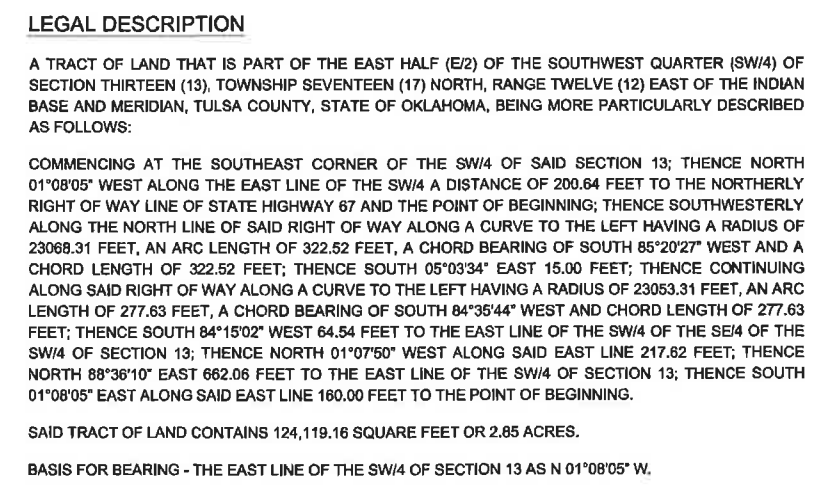 LEGAL DESCRIPTION
A TRACT OF LAND THAT IS PART OF THE EAST HALF (E/2) OF THE SOUTHWEST QUARTER (SW/4) OF
SECTION THIRTEEN (13), TOWNSHIP SEVENTEEN (17) NORTH, RANGE TWELVE (12) EAST OF THE INDIAN
BASE AND MERIDIAN, TULSA COUNTY, STATE OF OKLAHOMA, BEING MORE PARTICULARLY DESCRIBED
AS FOLLOWS:
COMMENCING AT THE SOUTHEAST CORNER OF THE SW/4 OF SAID SECTION 13; THENCE NORTH
01°08'05" WEST ALONG THE EAST LINE OF THE SW/4 A DISTANCE OF 200.64 FEET TO THE NORTHERLY
RIGHT OF WAY LINE OF STATE HIGHWAY 67 AND THE POINT OF BEGINNING; THENCE SOUTHWESTERLY
ALONG THE NORTH LINE OF SAID RIGHT OF WAY ALONG A CURVE TO THE LEFT HAVING A RADIUS OF
23068.31 FEET, AN ARC LENGTH OF 322.52 FEET, A CHORD BEARING OF SOUTH 85°20'27" WEST AND A
CHORD LENGTH OF 322.52 FEET; THENCE SOUTH 05°03'34" EAST 15.00 FEET; THENCE CONTINUING
ALONG SAID RIGHT OF WAY ALONG A CURVE TO THE LEFT HAVING A RADIUS OF 23053.31 FEET, AN ARC
LENGTH OF 277.63 FEET, A CHORD BEARING OF SOUTH 84°35'44" WEST AND CHORD LENGTH OF 277.63
FEET; THENCE SOUTH 84°15'02" WEST 64.54 FEET TO THE EAST LINE OF THE SW/4 OF THE SE/4 OF THE
SW/4 OF SECTION 13; THENCE NORTH 01°07'50" WEST ALONG SAID EAST LINE 217.62 FEET; THENCE
NORTH 88°36'10" EAST 662.06 FEET TO THE EAST LINE OF THE SW/4 OF SECTION 13; THENCE SOUTH
01°08'05" EAST ALONG SAID EAST LINE 160.00 FEET TO THE POINT OF BEGINNING.
SAID TRACT OF LAND CONTAINS 124,119.16 SQUARE FEET OR 2.85 ACRES.
BASIS FOR BEARING - THE EAST LINE OF THE SW/4 OF SECTION 13 AS N 01°08'05" W.